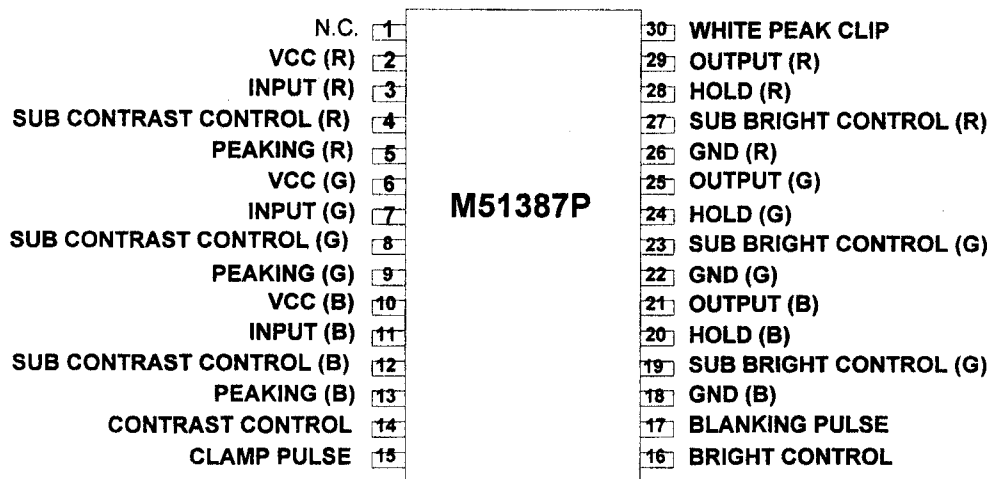 N.C. 1
VCC (R) 2
INPUT (R) 3
SUB CONTRAST CONTROL (R) 4
PEAKING (R) 5
VCC (G) 6
INPUT (G) 7
SUB CONTRAST CONTROL (G) 8
PEAKING (G) 9
VCC (B) 10
INPUT (B) 11
SUB CONTRAST CONTROL (B) 12
PEAKING (B) 13
CONTRAST CONTROL 14
CLAMP PULSE 15
M51387P
30 WHITE PEAK CLIP
29 OUTPUT (R)
28 HOLD (R)
27 SUB BRIGHT CONTROL (R)
26 GND (R)
25 OUTPUT (G)
24 HOLD (G)
23 SUB BRIGHT CONTROL (G)
22 GND (G)
21 OUTPUT (B)
20 HOLD (B)
19 SUB BRIGHT CONTROL (G)
18 GND (B)
17 BLANKING PULSE
16 BRIGHT CONTROL